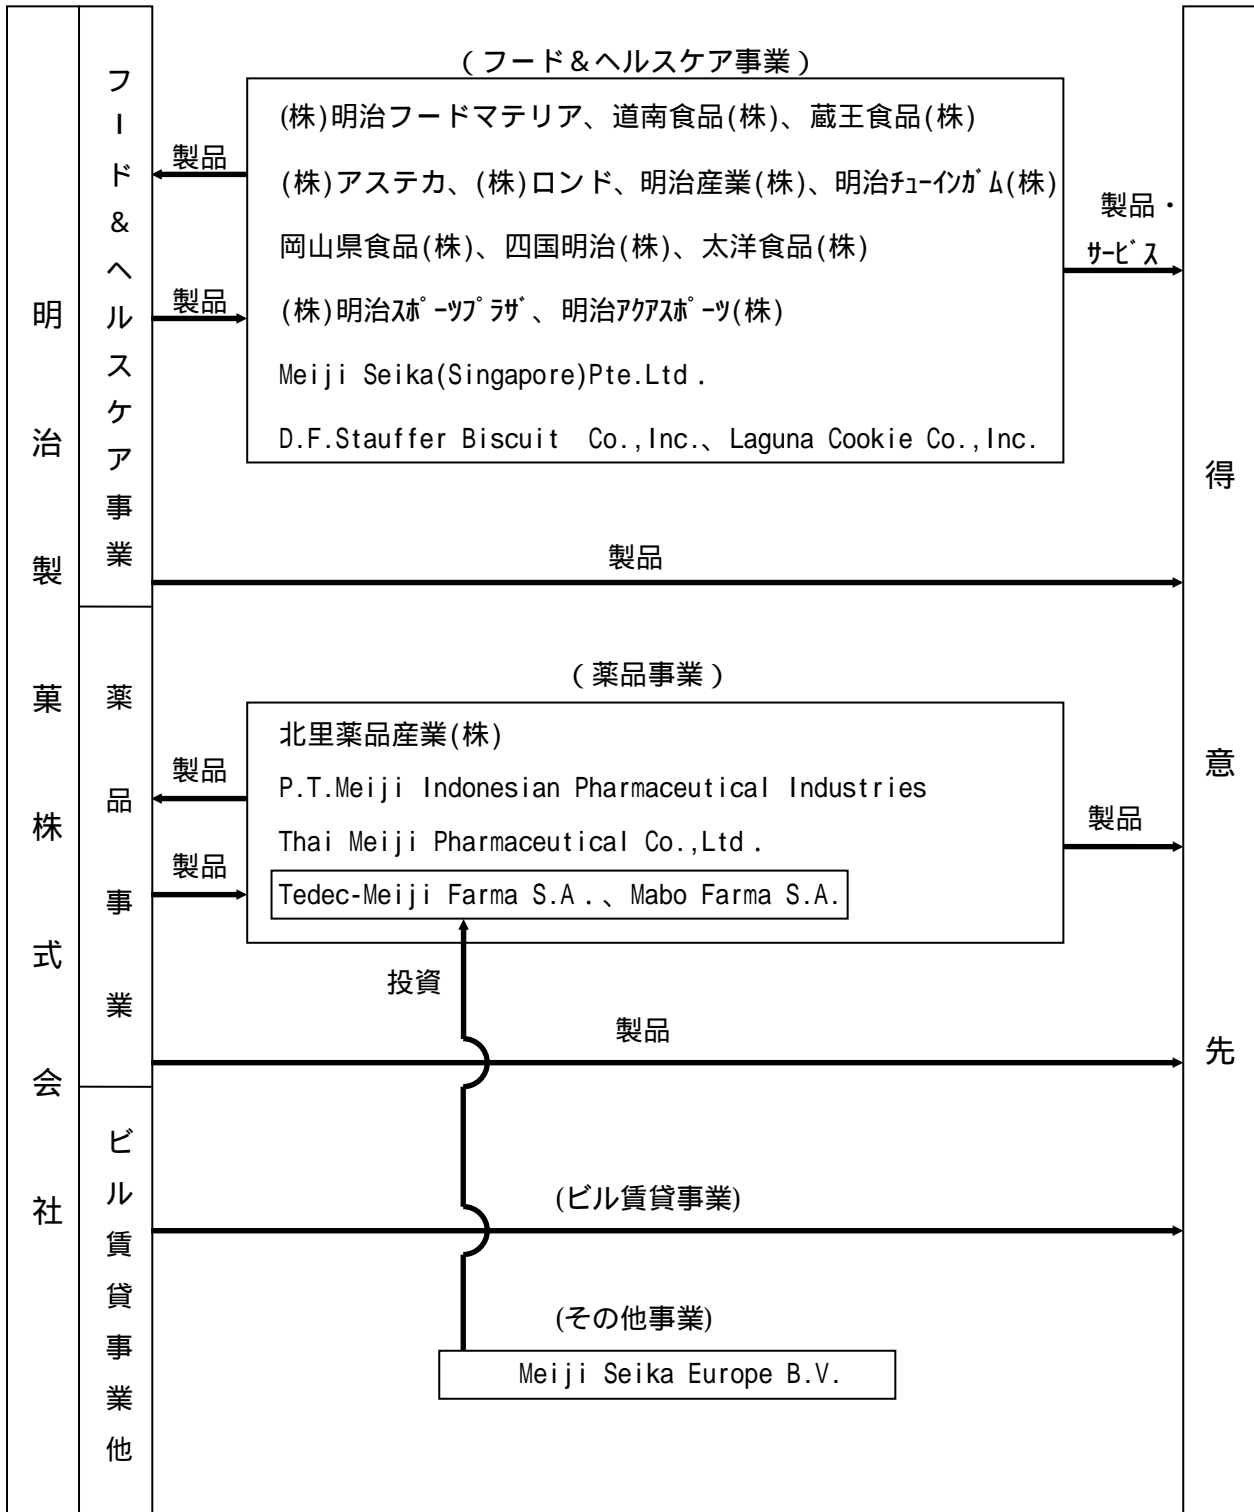 明治製菓株式会社
フード&ヘルスケア事業
(フード&ヘルスケア事業)
(株)明治フードマテリア、道南食品(株)、蔵王食品(株)
(株)アステカ、(株)ロンド、明治産業(株)、明治ﾁｭｰｲﾝｶﾞﾑ(株)
岡山県食品(株)、四国明治(株)、太洋食品(株)
(株)明治ｽﾎﾟｰﾂﾌﾟﾗｻﾞ、明治ｱｸｱｽﾎﾟｰﾂ(株)
Meiji Seika(Singapore)Pte.Ltd.
D.F.Stauffer Biscuit Co.,Inc.、Laguna Cookie Co.,Inc.
製品
製品
製品・
ｻｰﾋﾞｽ
製品
薬品事業
(薬品事業)
北里薬品産業(株)
P.T.Meiji Indonesian Pharmaceutical Industries
Thai Meiji Pharmaceutical Co.,Ltd.
Tedec-Meiji Farma S.A.、Mabo Farma S.A.
製品
製品
製品
投資
製品
ビル賃貸事業他
(ビル賃貸事業)
(その他事業)
Meiji Seika Europe B.V.
得意先